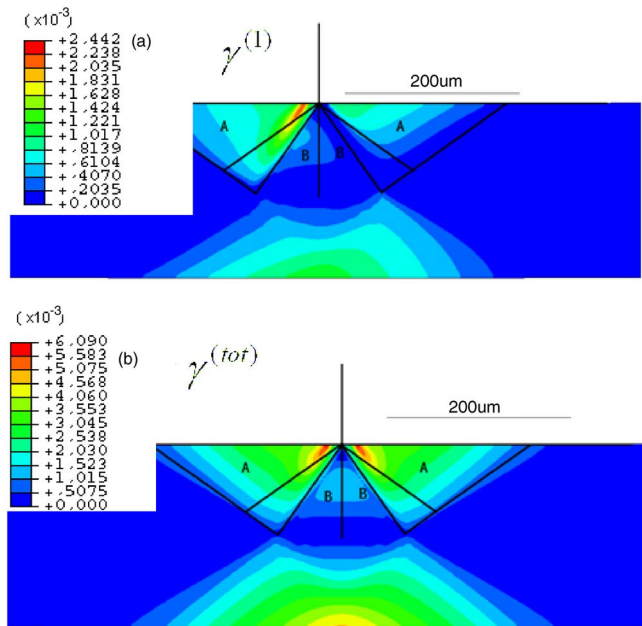 (x10⁻³)
(a)
+2,442
+2,238
+2,035
+1,831
+1,628
+1,424
+1,221
+1,017
+,8139
+,6104
+,4070
+,2035
+0,000
γ⁽¹⁾
200um
A
A
B
B
(x10⁻³)
(b)
+6,090
+5,583
+5,075
+4,568
+4,060
+3,553
+3,045
+2,538
+2,030
+1,523
+1,015
+,5075
+0,000
γ⁽ᵗᵒᵗ⁾
200um
A
A
B
B